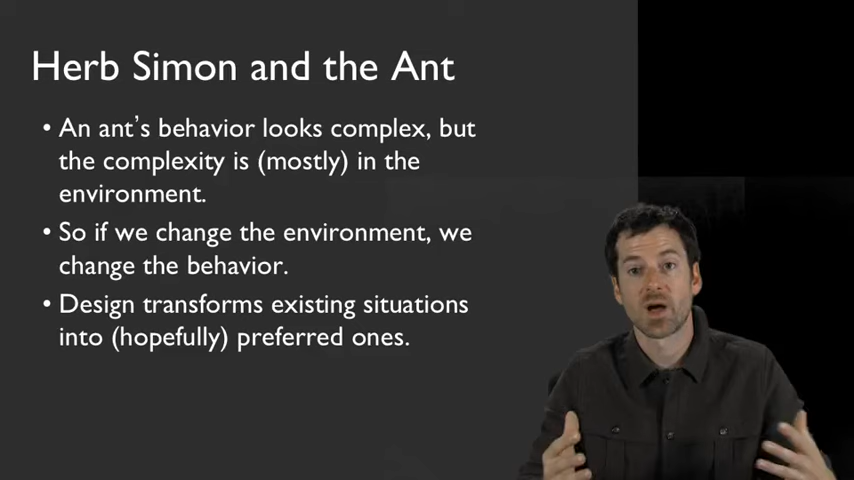 Herb Simon and the Ant
• An ant's behavior looks complex, but
the complexity is (mostly) in the
environment.
• So if we change the environment, we
change the behavior.
• Design transforms existing situations
into (hopefully) preferred ones.